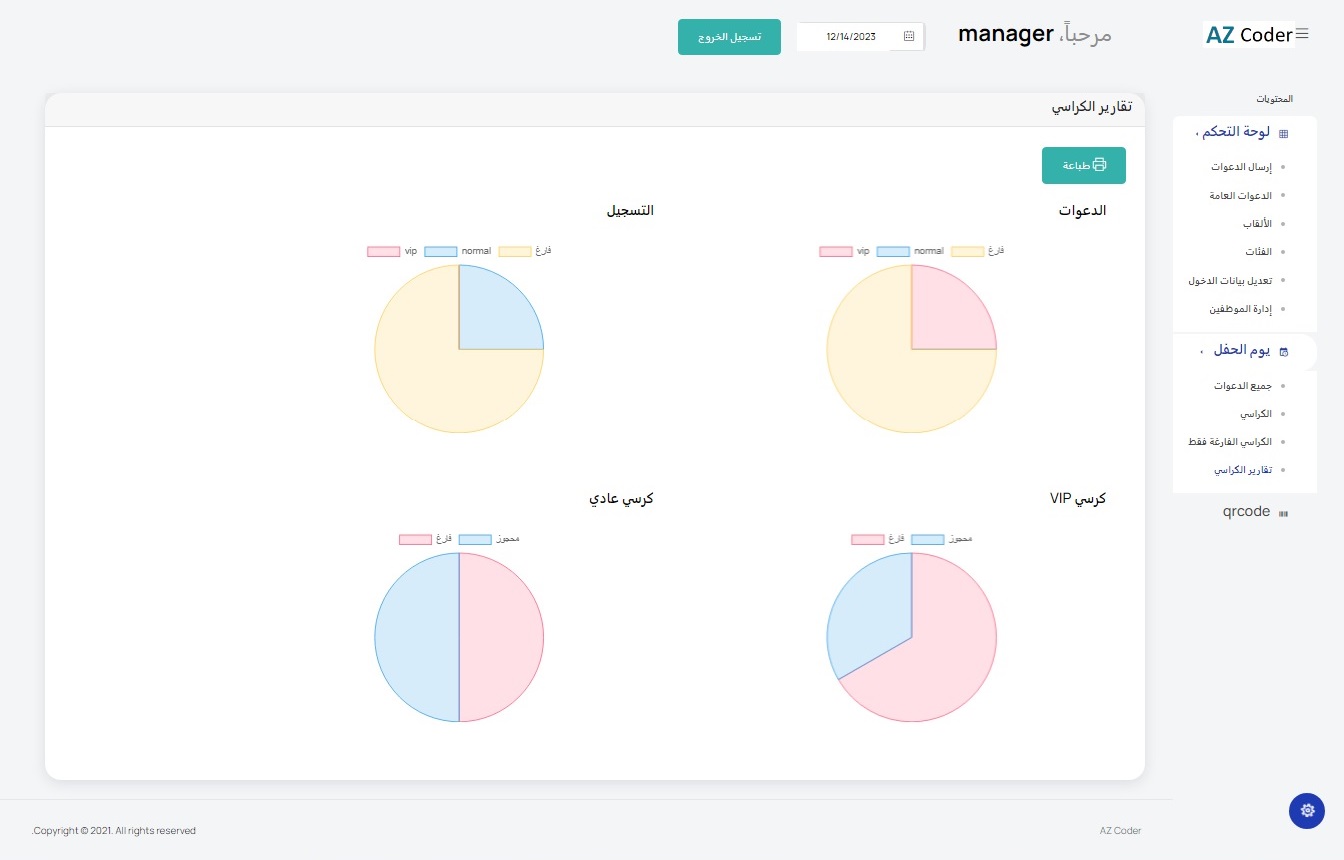 AZ Coder
مرحباً، manager
12/14/2023
تسجيل الخروج
المحتويات
لوحة التحكم
إرسال الدعوات
الدعوات العامة
الألقاب
الفئات
تعديل بيانات الدخول
إدارة الموظفين
يوم الحفل
جميع الدعوات
الكراسي
الكراسي الفارغة فقط
تقارير الكراسي
qrcode
تقارير الكراسي
طباعة
الدعوات
vip normal فارغ
التسجيل
vip normal فارغ
كرسي VIP
فارغ محجوز
كرسي عادي
فارغ محجوز
AZ Coder
.Copyright © 2021. All rights reserved